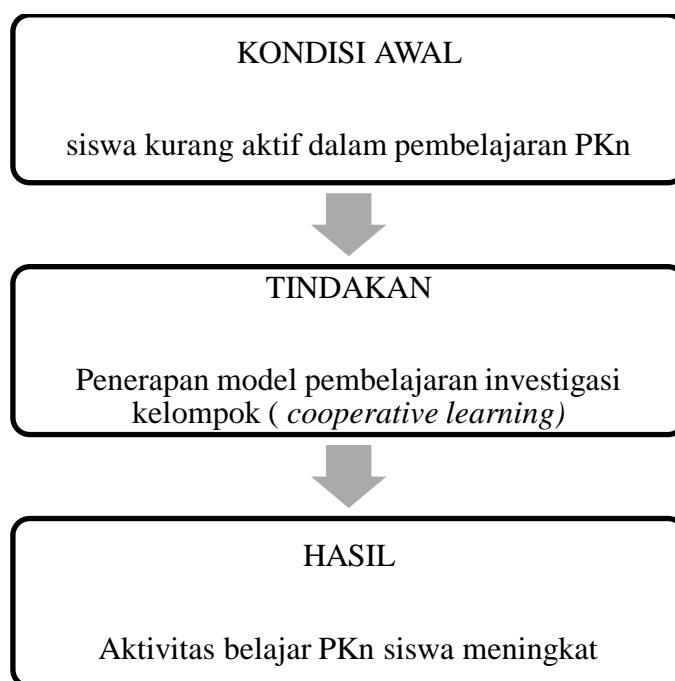 KONDISI AWAL
siswa kurang aktif dalam pembelajaran PKn
TINDAKAN
Penerapan model pembelajaran investigasi
kelompok ( cooperative learning)
HASIL
Aktivitas belajar PKn siswa meningkat